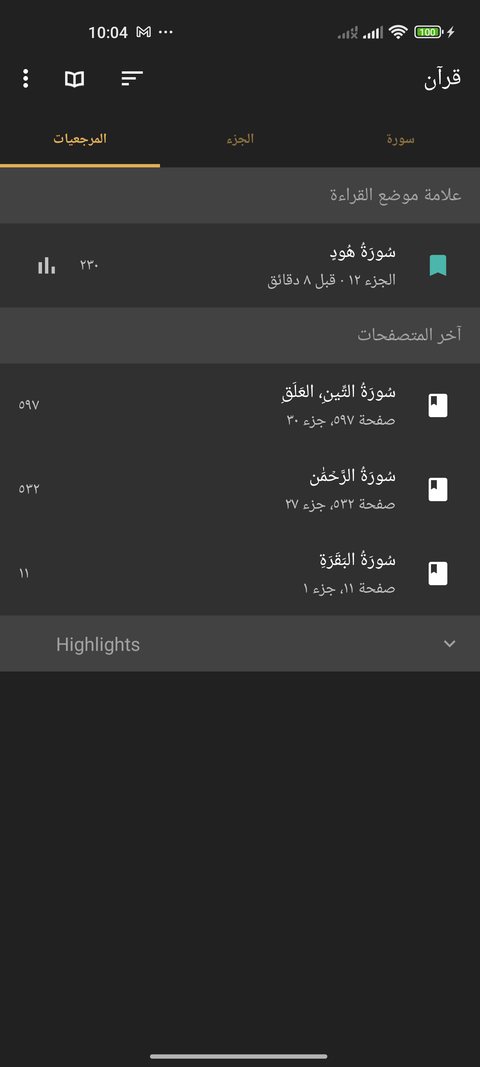 10:04
100
قرآن
سورة
الجزء
المرجعيات
علامة موضع القراءة
سُورَةُ هُودٍ
الجزء ١٢ · قبل ٨ دقائق
٢٣٠
آخر المتصفحات
سُورَةُ التِّينِ، العَلَقِ
صفحة ٥٩٧، جزء ٣٠
٥٩٧
سُورَةُ الرَّحْمَٰن
صفحة ٥٣٢، جزء ٢٧
٥٣٢
سُورَةُ البَقَرَةِ
صفحة ١١، جزء ١
١١
Highlights